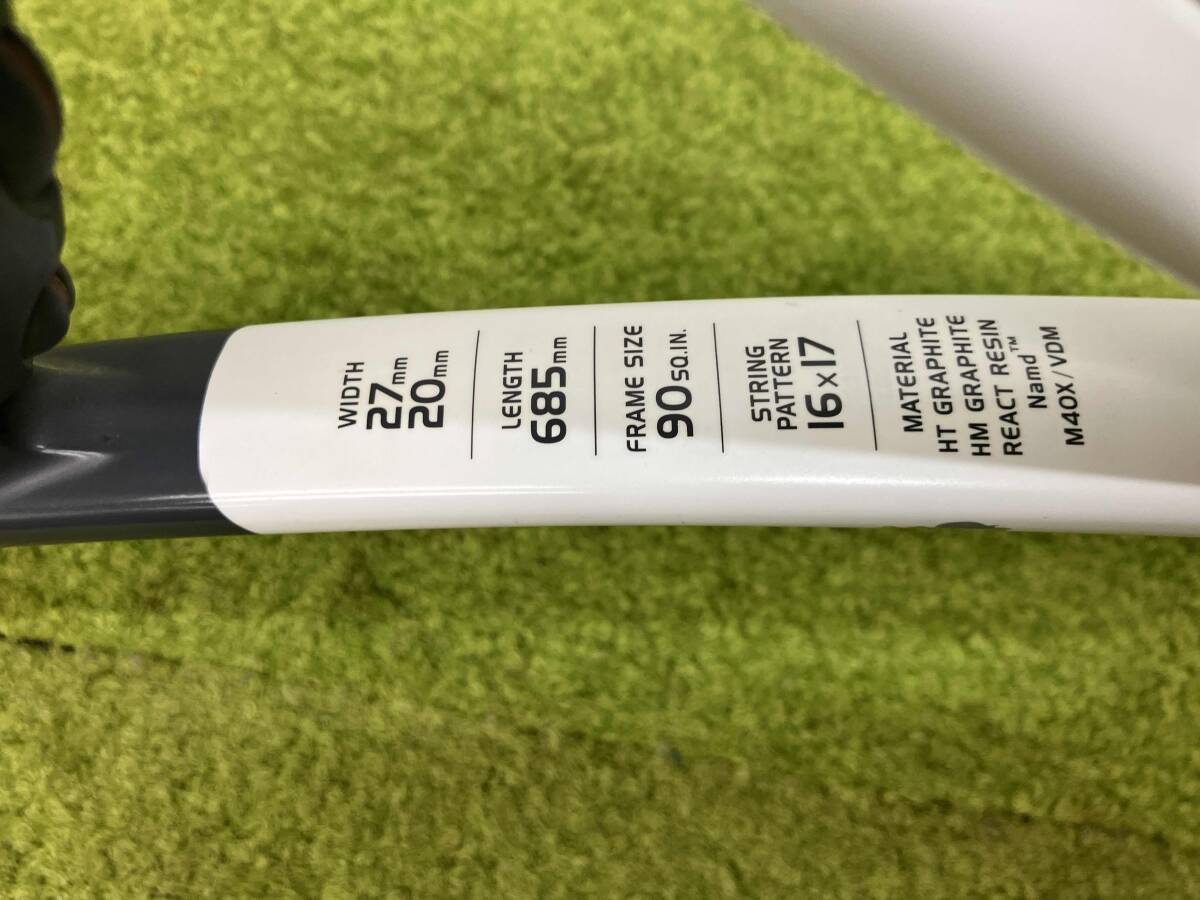 WIDTH
27mm
20mm
LENGTH
685mm
FRAME SIZE
90SQ.IN.
STRING
PATTERN
16x17
MATERIAL
HT GRAPHITE
HM GRAPHITE
REACT RESIN
Namd™
M40X/VDM